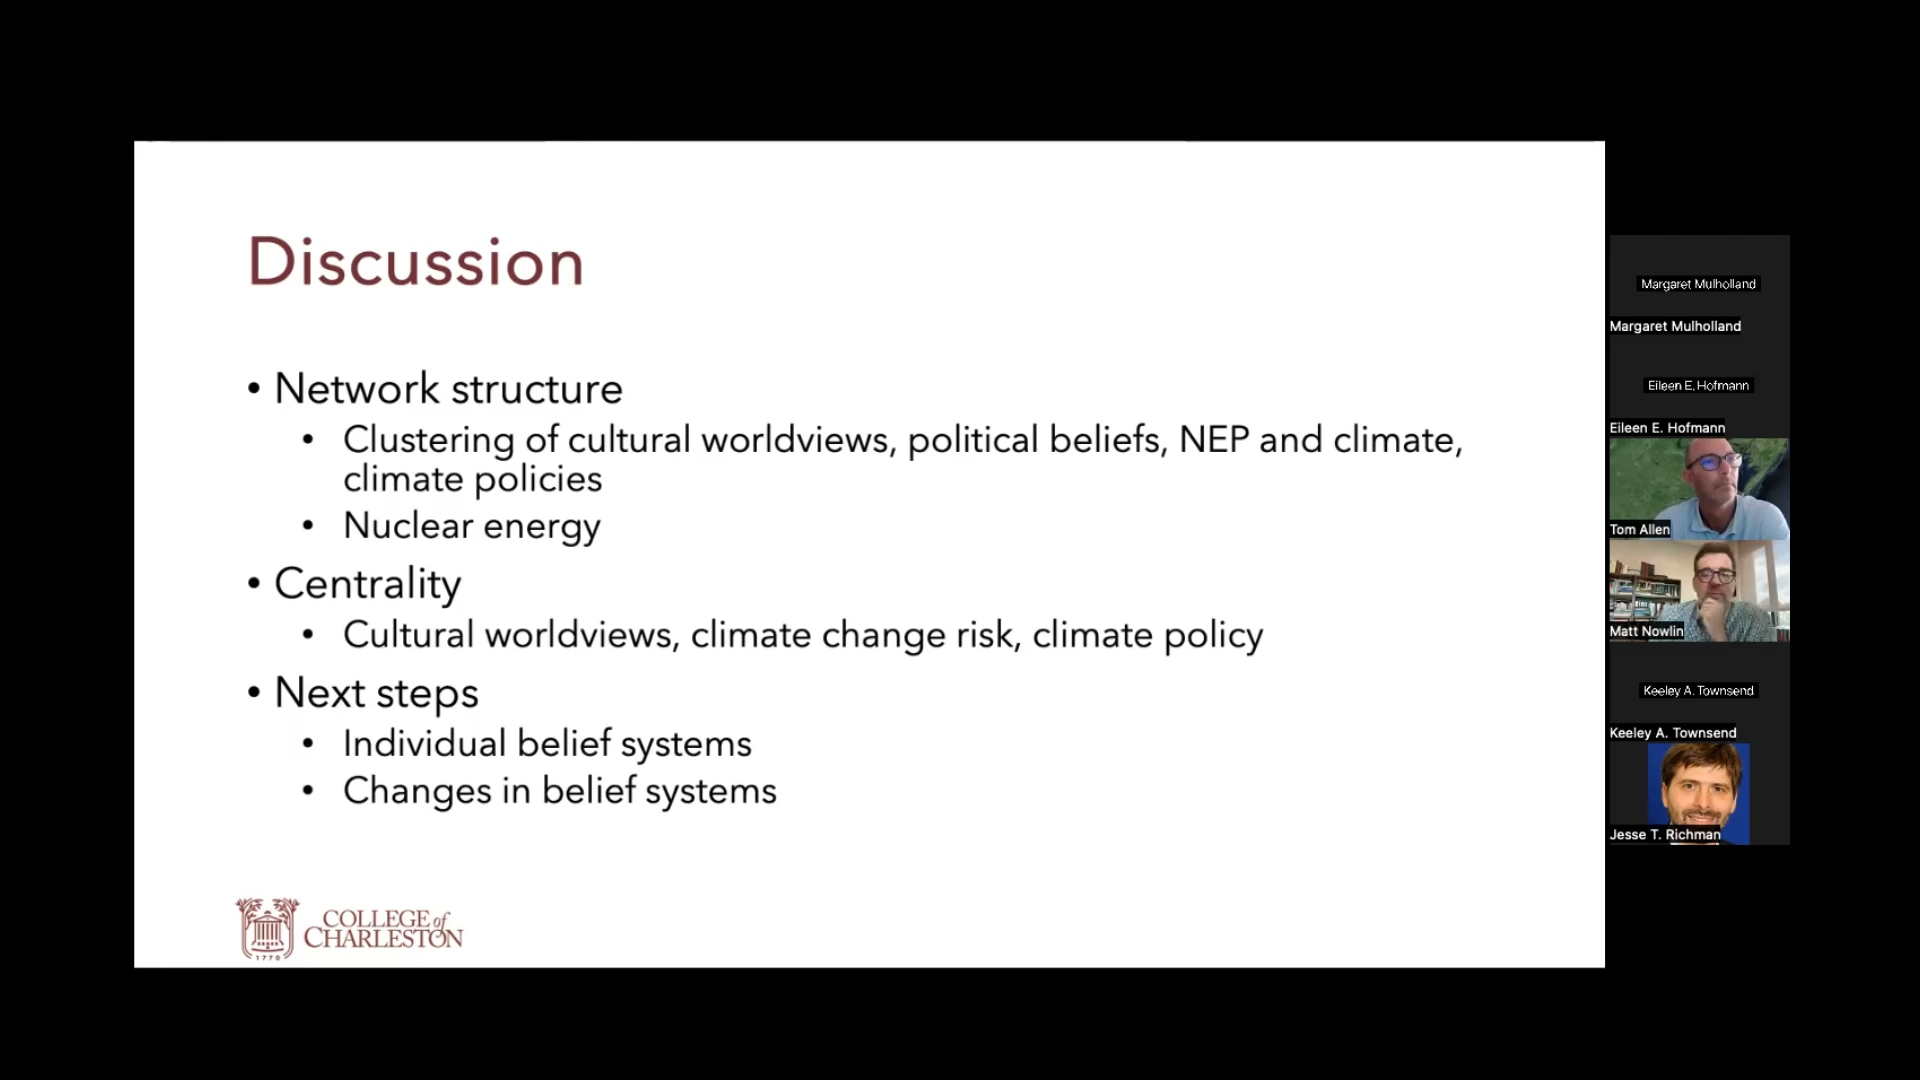 Discussion
• Network structure
• Clustering of cultural worldviews, political beliefs, NEP and climate,
climate policies
• Nuclear energy
• Centrality
• Cultural worldviews, climate change risk, climate policy
• Next steps
• Individual belief systems
• Changes in belief systems
COLLEGE of
CHARLESTON
1770
Margaret Mulholland
Margaret Mulholland
Eileen E. Hofmann
Eileen E. Hofmann
Tom Allen
Matt Nowlin
Keeley A. Townsend
Keeley A. Townsend
Jesse T. Richman